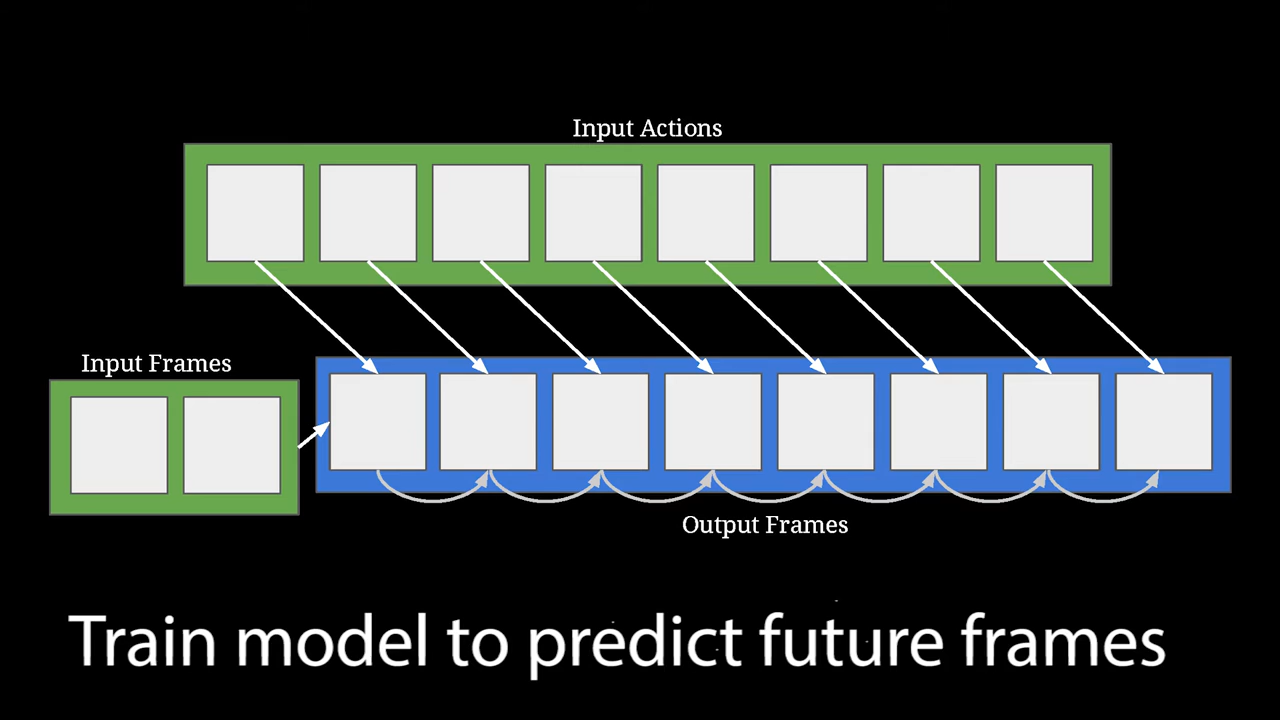 Input Actions
Input Frames
Output Frames
Train model to predict future frames